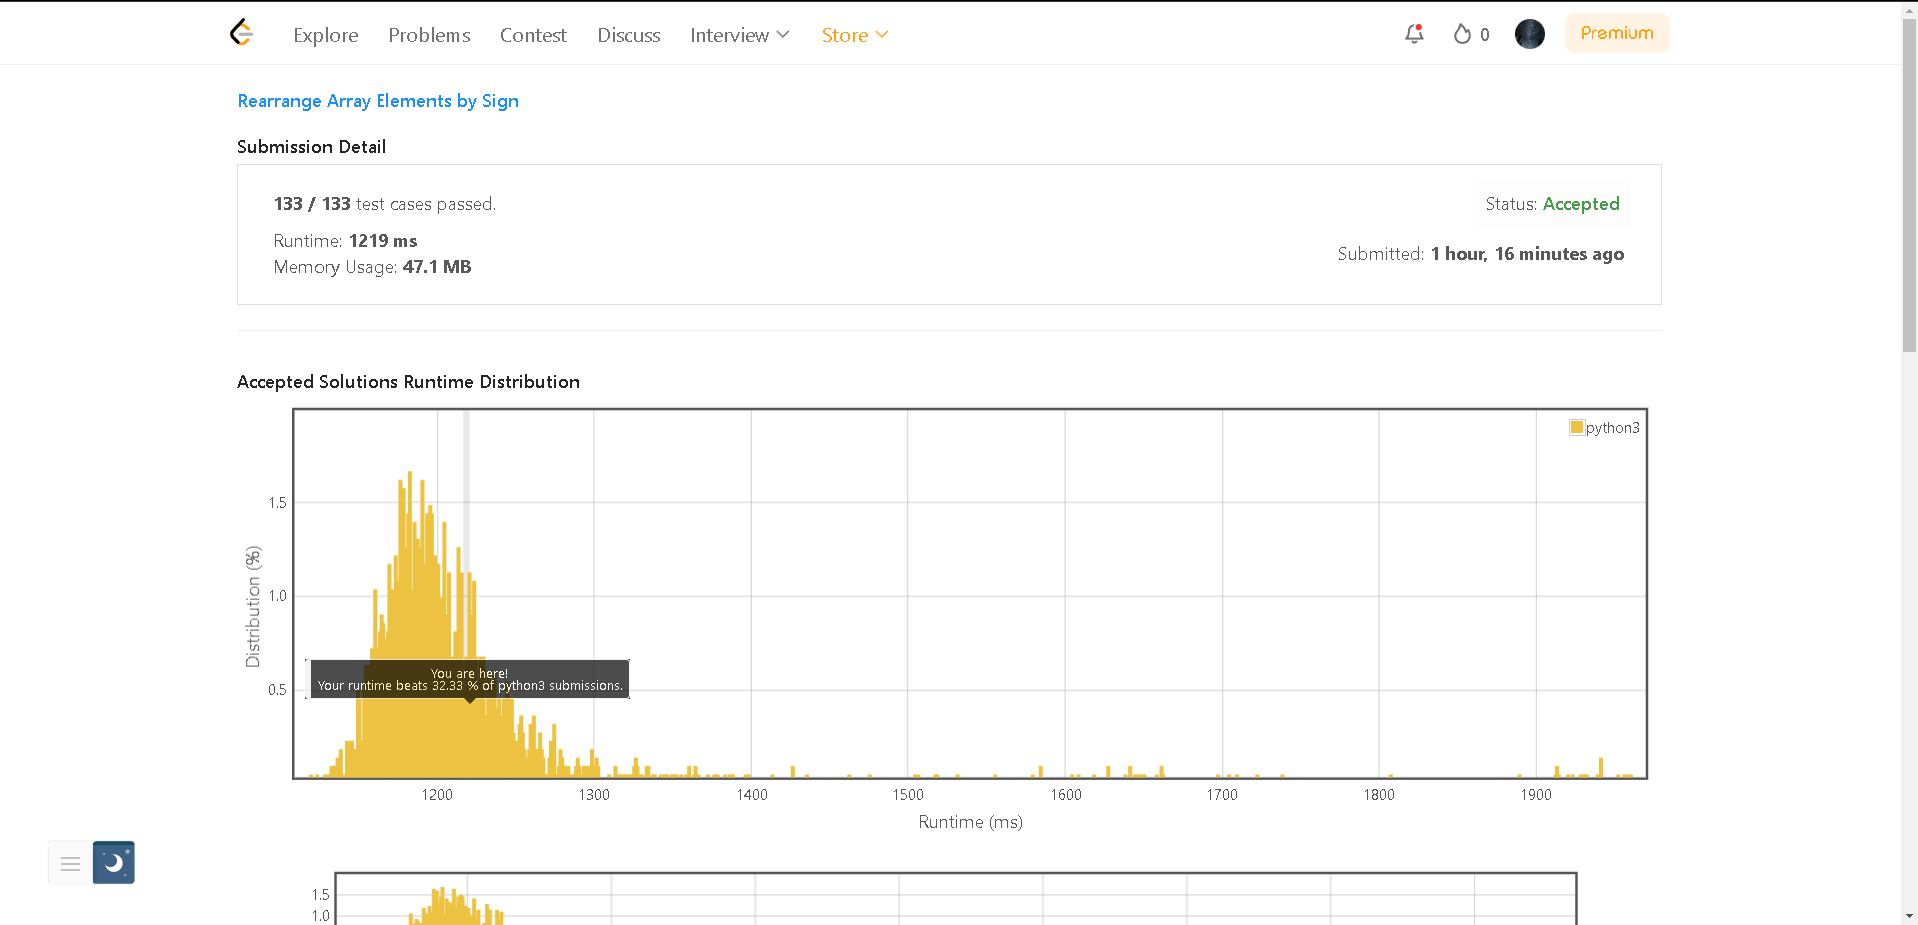 Explore Problems Contest Discuss Interview Store 0 Premium
Rearrange Array Elements by Sign
Submission Detail
133 / 133 test cases passed. Status: Accepted
Runtime: 1219 ms
Submitted: 1 hour, 16 minutes ago
Memory Usage: 47.1 MB
Accepted Solutions Runtime Distribution
python3
1.5
1.0
0.5
Distribution (%)
You are here!
Your runtime beats 32.33 % of python3 submissions.
1200 1300 1400 1500 1600 1700 1800 1900
Runtime (ms)
1.5
1.0